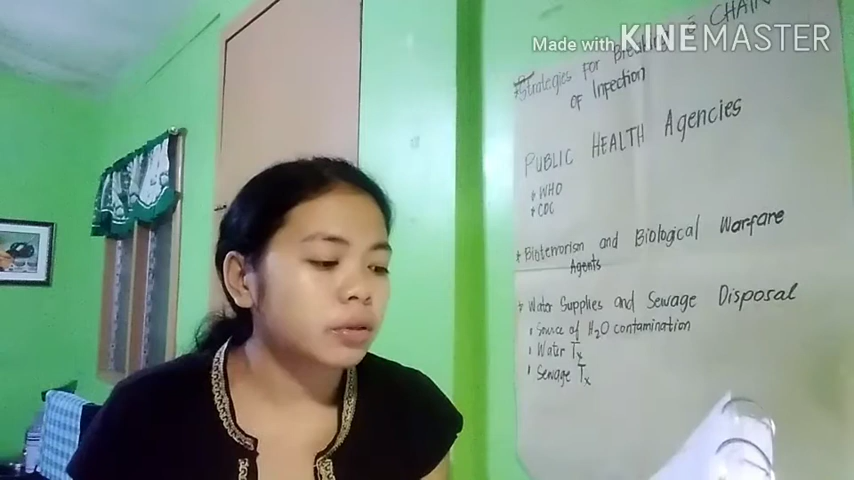 Made with KINEMASTER
CHAIN
*Strategies for Breaking
of Infection
PUBLIC HEALTH Agencies
* WHO
* CDC
* Bioterrorism and Biological Warfare
Agents
* Water Supplies and Sewage Disposal
Source of H2O contamination
Water Tx
Sewage Tx